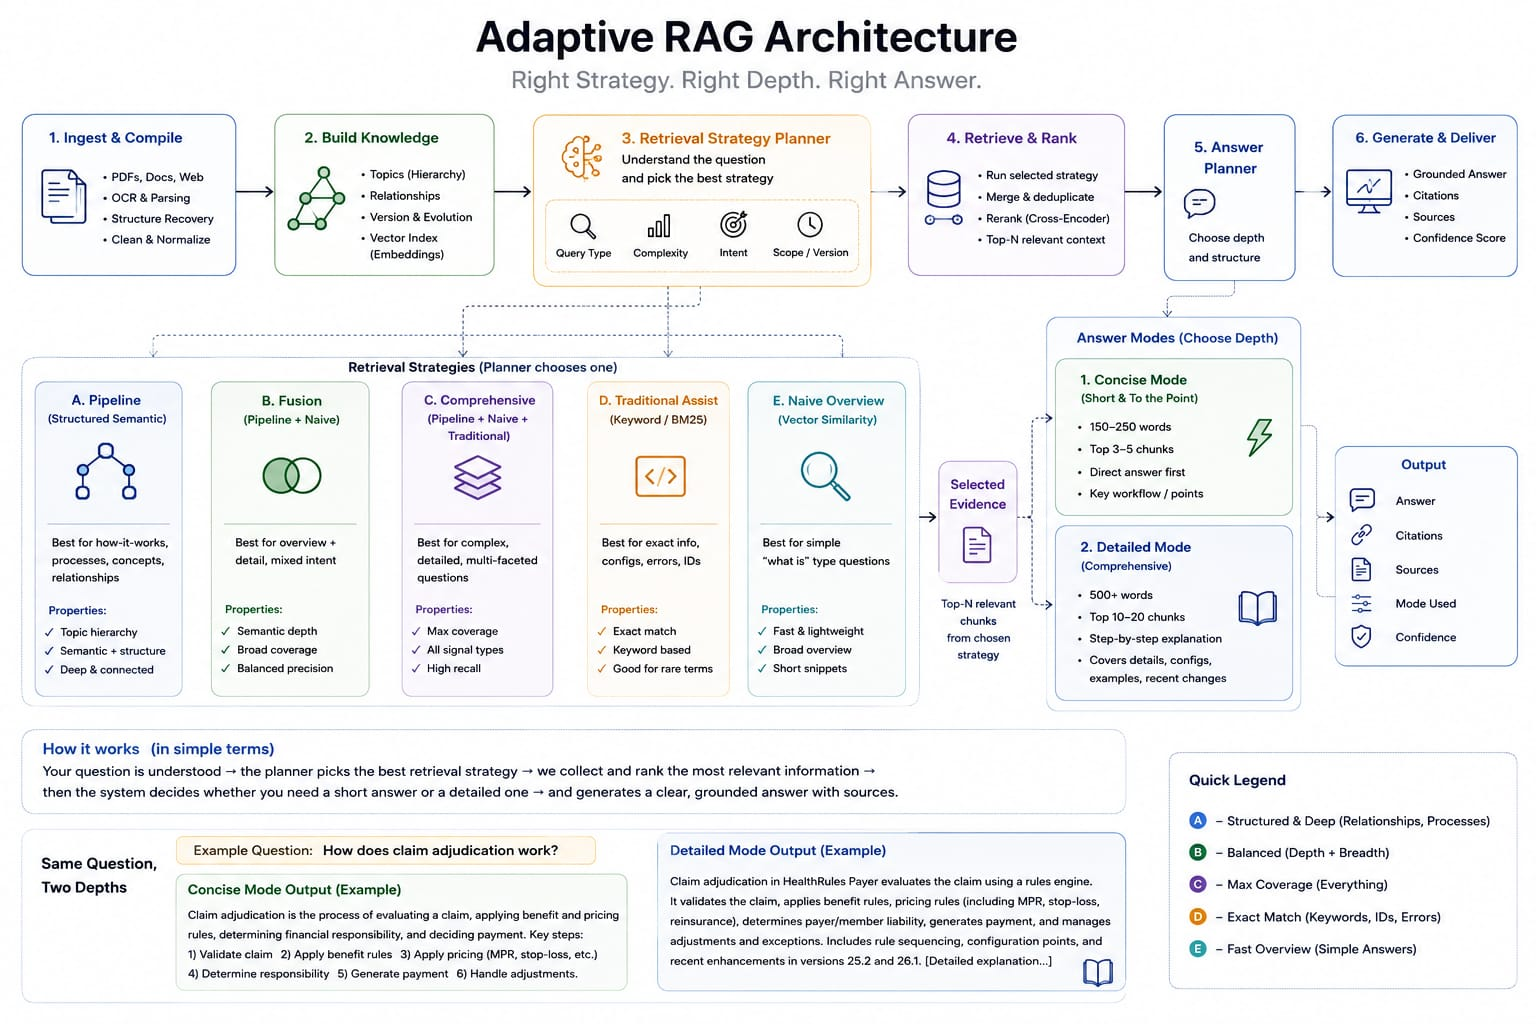 Adaptive RAG Architecture
Right Strategy. Right Depth. Right Answer.
1. Ingest & Compile
• PDFs, Docs, Web
• OCR & Parsing
• Structure Recovery
• Clean & Normalize
2. Build Knowledge
• Topics (Hierarchy)
• Relationships
• Version & Evolution
• Vector Index
(Embeddings)
3. Retrieval Strategy Planner
Understand the question
and pick the best strategy
Query Type
Complexity
Intent
Scope / Version
4. Retrieve & Rank
• Run selected strategy
• Merge & deduplicate
• Rerank (Cross-Encoder)
• Top-N relevant context
5. Answer
Planner
Choose depth
and structure
6. Generate & Deliver
• Grounded Answer
• Citations
• Sources
• Confidence Score
Retrieval Strategies (Planner chooses one)
A. Pipeline
(Structured Semantic)
Best for how-it-works,
processes, concepts,
relationships
Properties:
✓ Topic hierarchy
✓ Semantic + structure
✓ Deep & connected
B. Fusion
(Pipeline + Naive)
Best for overview +
detail, mixed intent
Properties:
✓ Semantic depth
✓ Broad coverage
✓ Balanced precision
C. Comprehensive
(Pipeline + Naive +
Traditional)
Best for complex,
detailed, multi-faceted
questions
Properties:
✓ Max coverage
✓ All signal types
✓ High recall
D. Traditional Assist
(Keyword / BM25)
</>
Best for exact info,
configs, errors, IDs
Properties:
✓ Exact match
✓ Keyword based
✓ Good for rare terms
E. Naive Overview
(Vector Similarity)
Best for simple
"what is" type questions
Properties:
✓ Fast & lightweight
✓ Broad overview
✓ Short snippets
Selected
Evidence
Top-N relevant
chunks
from chosen
strategy
Answer Modes (Choose Depth)
1. Concise Mode
(Short & To the Point)
• 150–250 words
• Top 3–5 chunks
• Direct answer first
• Key workflow / points
2. Detailed Mode
(Comprehensive)
• 500+ words
• Top 10–20 chunks
• Step-by-step explanation
• Covers details, configs,
examples, recent changes
Output
Answer
Citations
Sources
Mode Used
Confidence
How it works (in simple terms)
Your question is understood → the planner picks the best retrieval strategy → we collect and rank the most relevant information →
then the system decides whether you need a short answer or a detailed one → and generates a clear, grounded answer with sources.
Same Question,
Two Depths
Example Question: How does claim adjudication work?
Concise Mode Output (Example)
Claim adjudication is the process of evaluating a claim, applying benefit and pricing
rules, determining financial responsibility, and deciding payment. Key steps:
1) Validate claim 2) Apply benefit rules 3) Apply pricing (MPR, stop-loss, etc.)
4) Determine responsibility 5) Generate payment 6) Handle adjustments.
Detailed Mode Output (Example)
Claim adjudication in HealthRules Payer evaluates the claim using a rules engine.
It validates the claim, applies benefit rules, pricing rules (including MPR, stop-loss,
reinsurance), determines payer/member liability, generates payment, and manages
adjustments and exceptions. Includes rule sequencing, configuration points, and
recent enhancements in versions 25.2 and 26.1. [Detailed explanation...]
Quick Legend
A – Structured & Deep (Relationships, Processes)
B – Balanced (Depth + Breadth)
C – Max Coverage (Everything)
D – Exact Match (Keywords, IDs, Errors)
E – Fast Overview (Simple Answers)